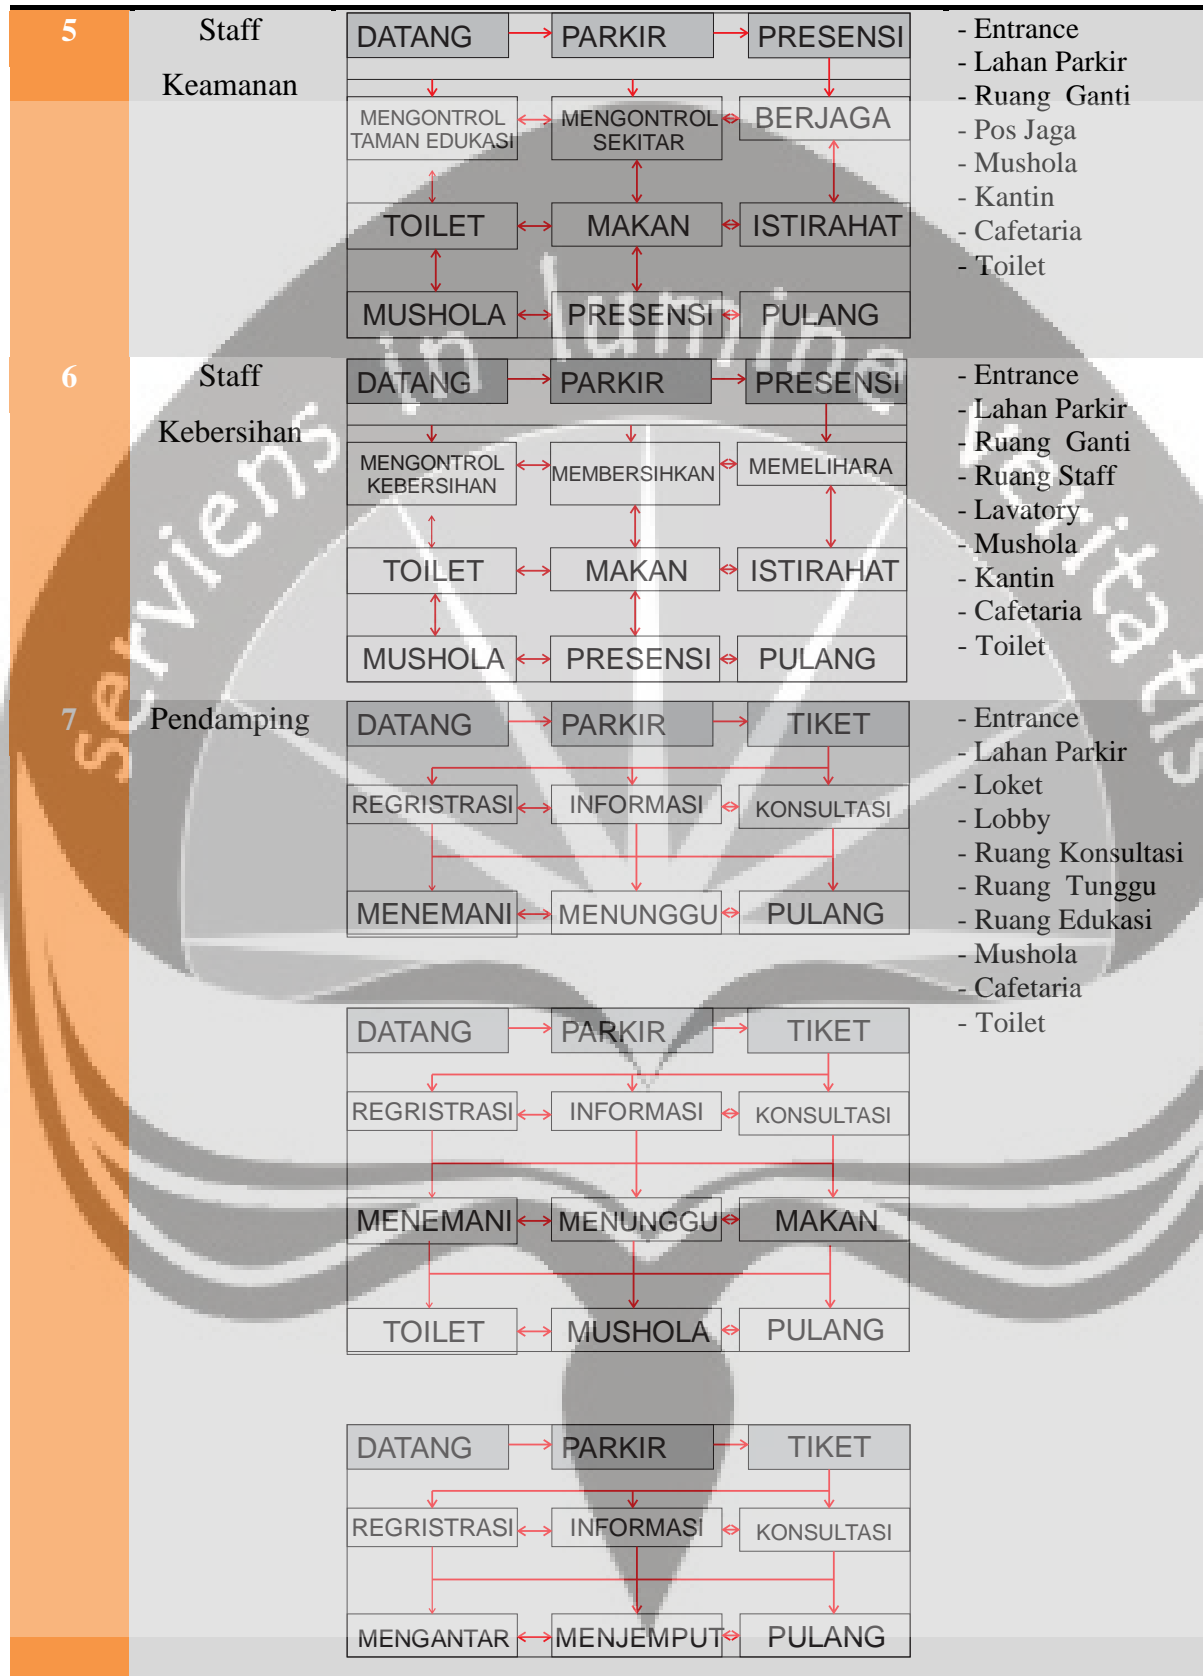 5
Staff
Keamanan
DATANG PARKIR PRESENSI
MENGONTROL TAMAN EDUKASI
MENGONTROL SEKITAR
BERJAGA
TOILET MAKAN ISTIRAHAT
MUSHOLA PRESENSI PULANG
- Entrance
- Lahan Parkir
- Ruang Ganti
- Pos Jaga
- Mushola
- Kantin
- Cafetaria
- Toilet
6
Staff
Kebersihan
DATANG PARKIR PRESENSI
MENGONTROL KEBERSIHAN
MEMBERSIHKAN
MEMELIHARA
TOILET MAKAN ISTIRAHAT
MUSHOLA PRESENSI PULANG
- Entrance
- Lahan Parkir
- Ruang Ganti
- Ruang Staff
- Lavatory
- Mushola
- Kantin
- Cafetaria
- Toilet
7
Pendamping
DATANG PARKIR TIKET
REGRISTRASI INFORMASI KONSULTASI
MENEMANI MENUNGGU PULANG
- Entrance
- Lahan Parkir
- Loket
- Lobby
- Ruang Konsultasi
- Ruang Tunggu
- Ruang Edukasi
- Mushola
- Cafetaria
- Toilet
DATANG PARKIR TIKET
REGRISTRASI INFORMASI KONSULTASI
MENEMANI MENUNGGU MAKAN
TOILET MUSHOLA PULANG
DATANG PARKIR TIKET
REGRISTRASI INFORMASI KONSULTASI
MENGANTAR MENJEMPUT PULANG
serviens in lumine veritatis